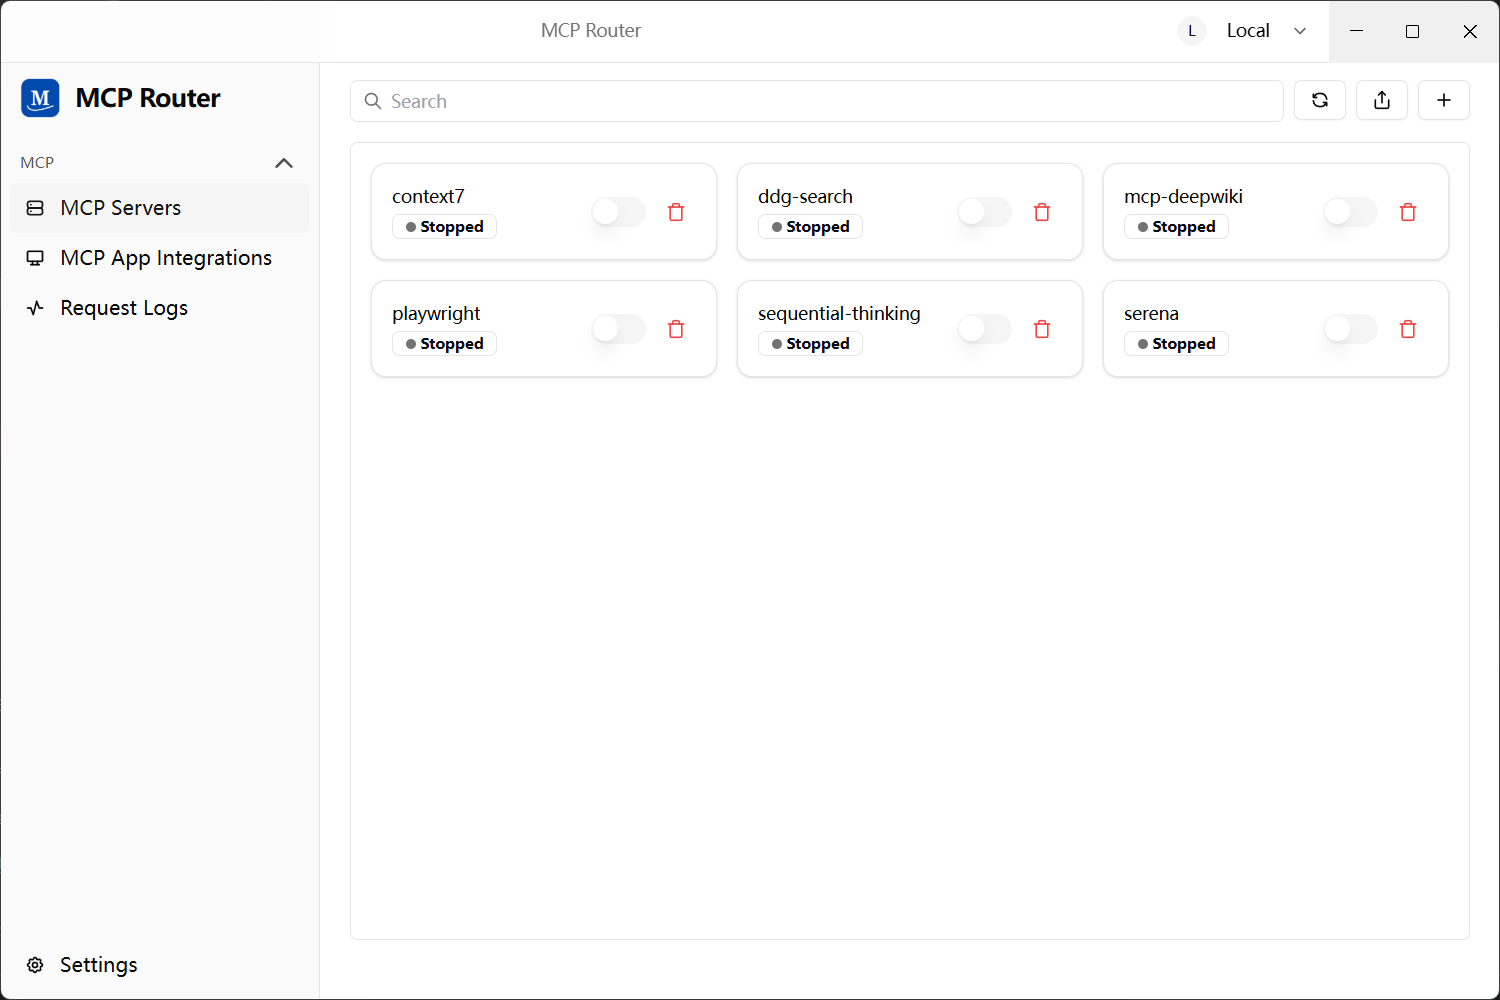 MCP Router
L
Local
M
MCP Router
MCP
MCP Servers
MCP App Integrations
Request Logs
Settings
Search
context7
Stopped
ddg-search
Stopped
mcp-deepwiki
Stopped
playwright
Stopped
sequential-thinking
Stopped
serena
Stopped